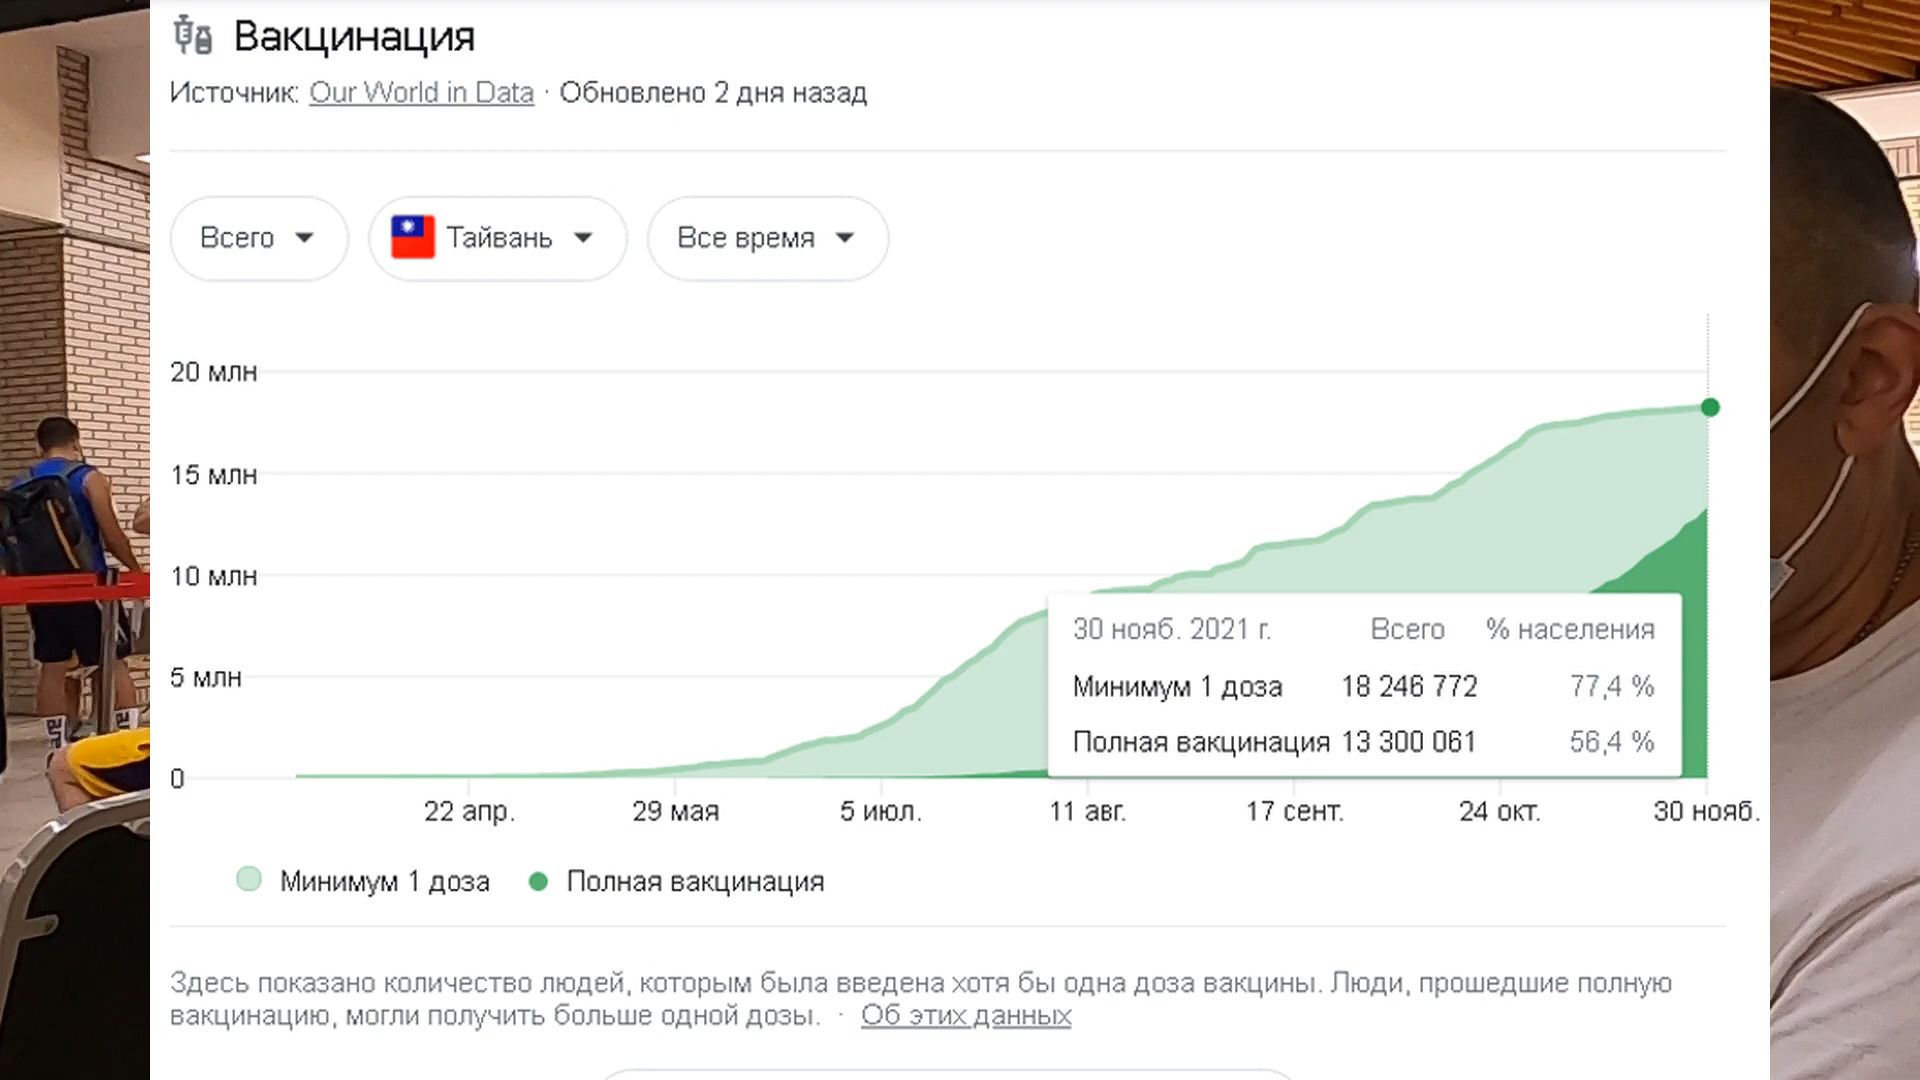 Вакцинация
Источник: Our World in Data · Обновлено 2 дня назад
Всего
Тайвань
Все время
20 млн
15 млн
10 млн
5 млн
0
30 нояб. 2021 г. Всего % населения
Минимум 1 доза 18 246 772 77,4 %
Полная вакцинация 13 300 061 56,4 %
22 апр. 29 мая 5 июл. 11 авг. 17 сент. 24 окт. 30 нояб.
Минимум 1 доза Полная вакцинация
Здесь показано количество людей, которым была введена хотя бы одна доза вакцины. Люди, прошедшие полную
вакцинацию, могли получить больше одной дозы. · Об этих данных